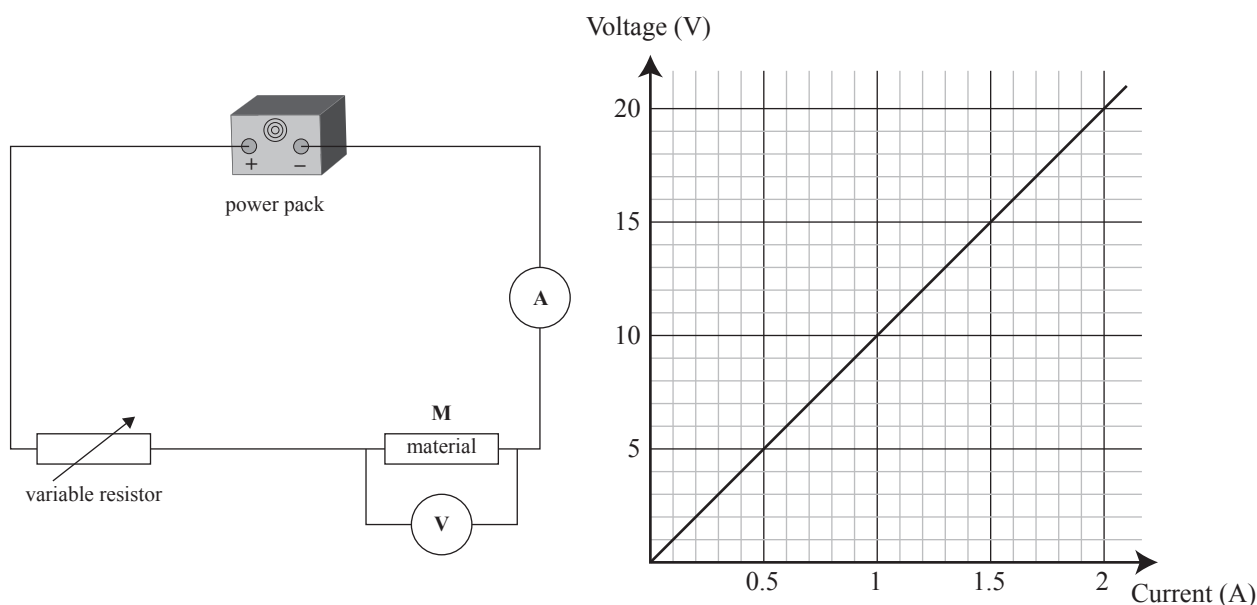 Voltage (V)
+
−
power pack
A
M
material
V
variable resistor
20
15
10
5
0.5
1
1.5
2
Current (A)